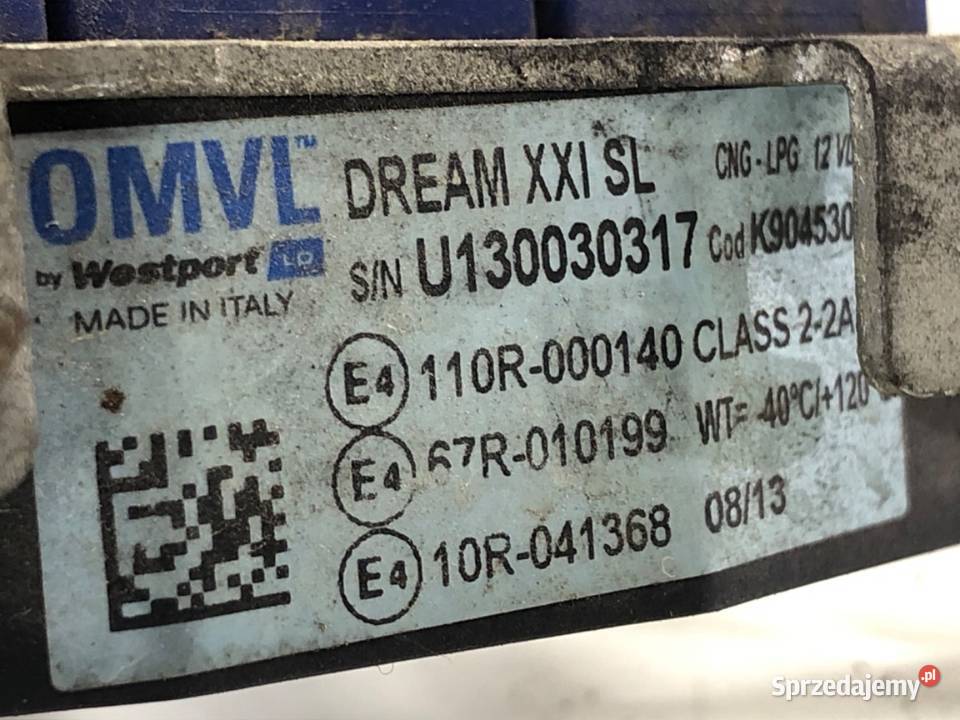 OMVL™ DREAM XXI SL CNG - LPG 12 VD
by Westport LD S/N U130030317 Cod K904530
MADE IN ITALY
E4 110R-000140 CLASS 2-2A
E4 67R-010199 WT= -40°C/+120
E4 10R-041368 08/13
Sprzedajemy.pl